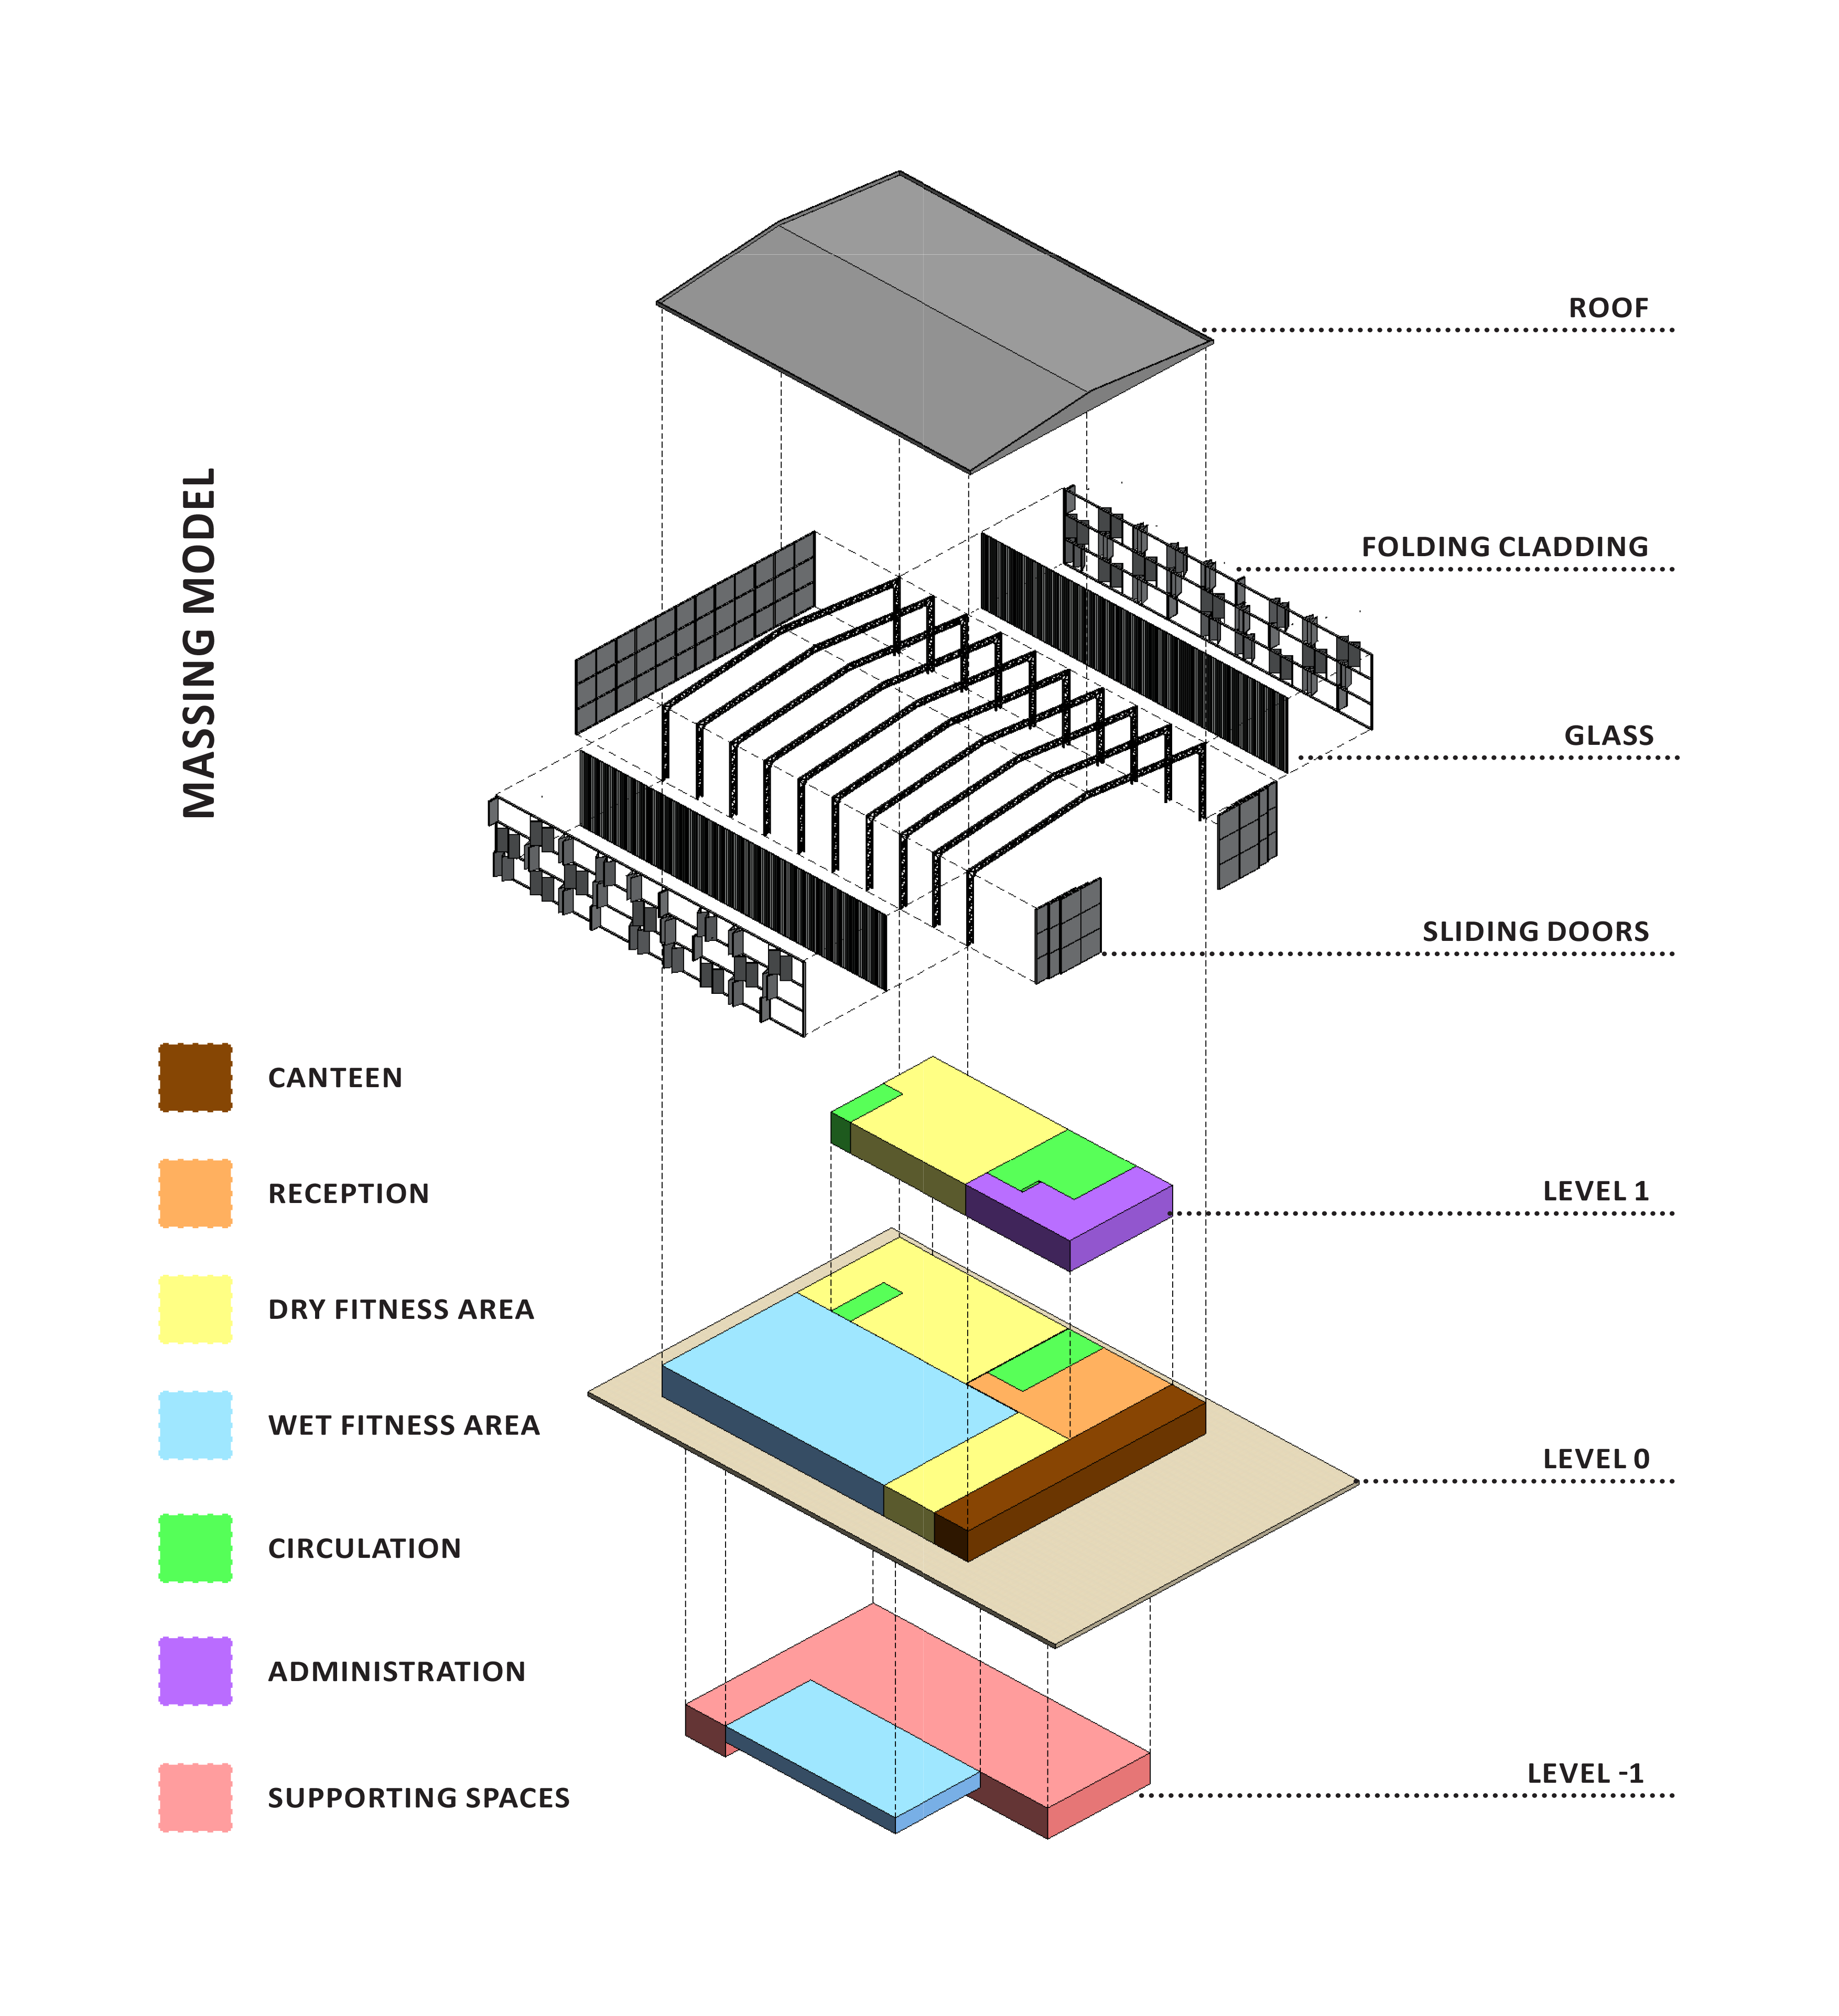 MASSING MODEL
ROOF
FOLDING CLADDING
GLASS
SLIDING DOORS
LEVEL 1
LEVEL 0
LEVEL -1
CANTEEN
RECEPTION
DRY FITNESS AREA
WET FITNESS AREA
CIRCULATION
ADMINISTRATION
SUPPORTING SPACES